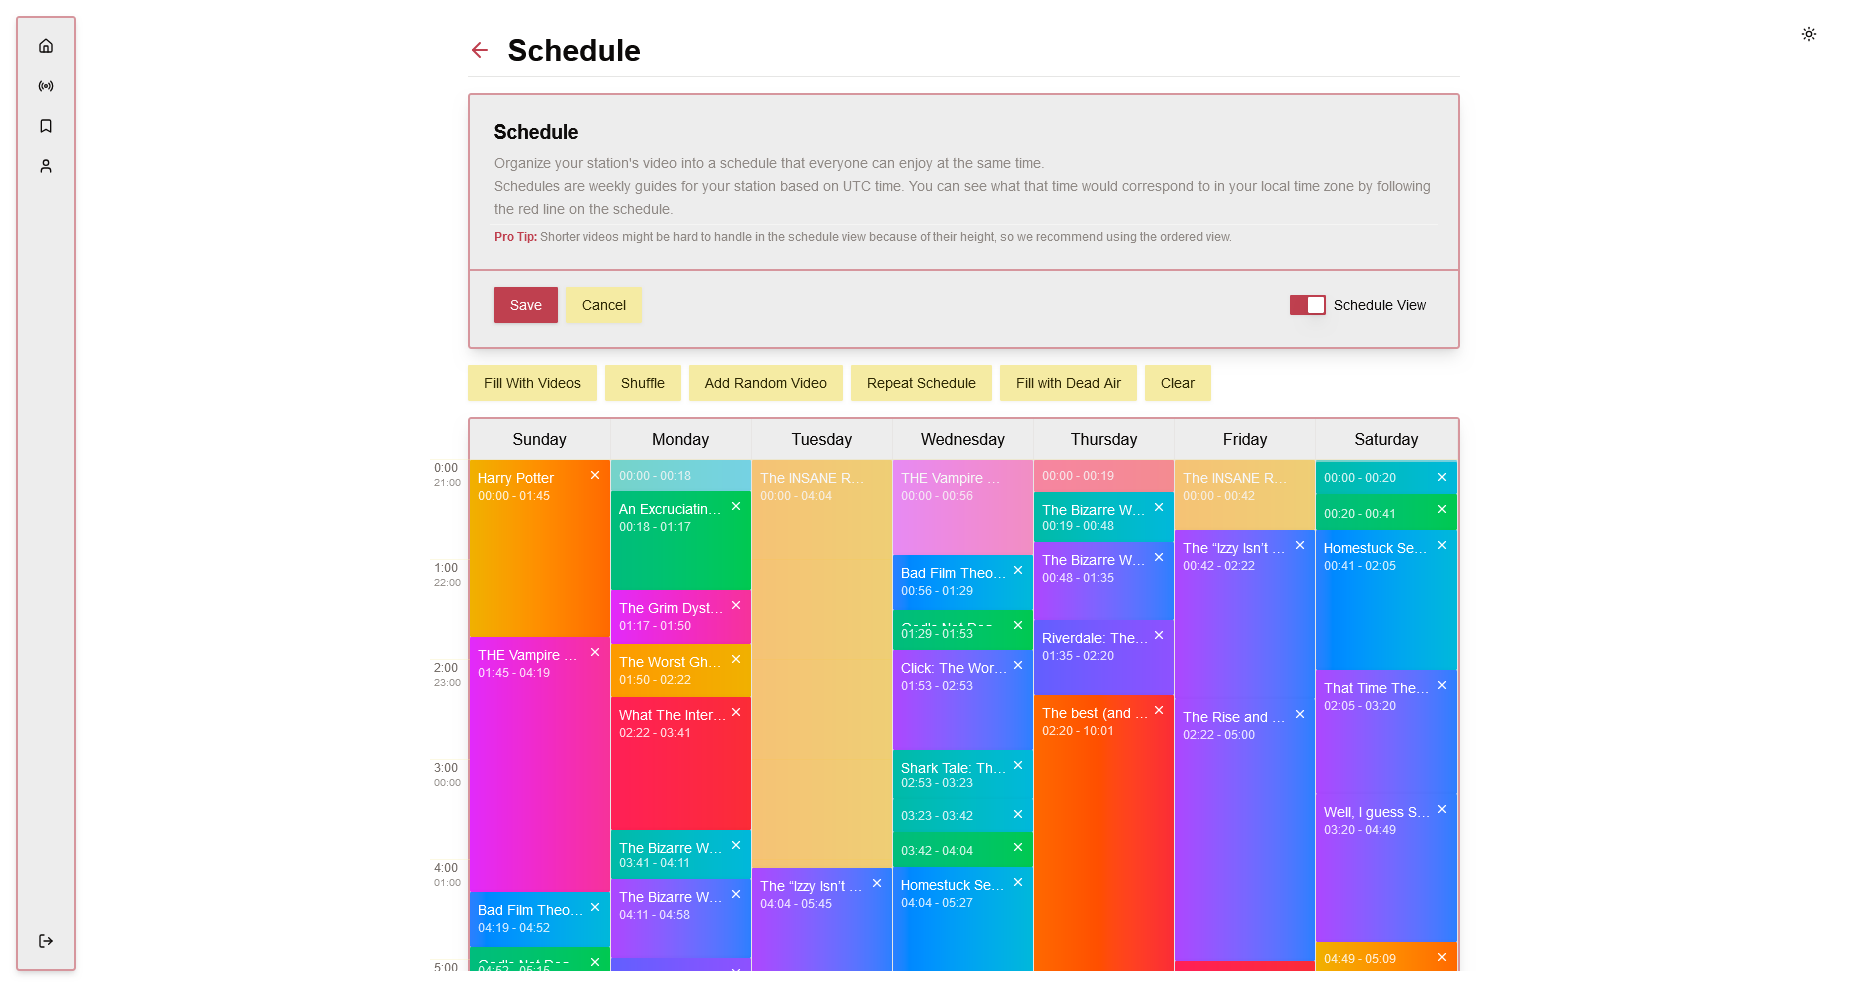 Schedule
Schedule
Organize your station's video into a schedule that everyone can enjoy at the same time.
Schedules are weekly guides for your station based on UTC time. You can see what that time would correspond to in your local time zone by following
the red line on the schedule.
Pro Tip: Shorter videos might be hard to handle in the schedule view because of their height, so we recommend using the ordered view.
Save
Cancel
Schedule View
Fill With Videos
Shuffle
Add Random Video
Repeat Schedule
Fill with Dead Air
Clear
Sunday
Monday
Tuesday
Wednesday
Thursday
Friday
Saturday
0:00
21:00
1:00
22:00
2:00
23:00
3:00
00:00
4:00
01:00
5:00
Harry Potter
00:00 - 01:45
THE Vampire ...
01:45 - 04:19
Bad Film Theo...
04:19 - 04:52
04:52 - 05:15
00:00 - 00:18
An Excruciatin...
00:18 - 01:17
The Grim Dyst...
01:17 - 01:50
The Worst Gh...
01:50 - 02:22
What The Inter...
02:22 - 03:41
The Bizarre W...
03:41 - 04:11
The Bizarre W...
04:11 - 04:58
The INSANE R...
00:00 - 04:04
The “Izzy Isn’t ...
04:04 - 05:45
THE Vampire ...
00:00 - 00:56
Bad Film Theo...
00:56 - 01:29
01:29 - 01:53
Click: The Wor...
01:53 - 02:53
Shark Tale: Th...
02:53 - 03:23
03:23 - 03:42
03:42 - 04:04
Homestuck Se...
04:04 - 05:27
00:00 - 00:19
The Bizarre W...
00:19 - 00:48
The Bizarre W...
00:48 - 01:35
Riverdale: The...
01:35 - 02:20
The best (and ...
02:20 - 10:01
The INSANE R...
00:00 - 00:42
The “Izzy Isn’t ...
00:42 - 02:22
The Rise and ...
02:22 - 05:00
00:00 - 00:20
00:20 - 00:41
Homestuck Se...
00:41 - 02:05
That Time The...
02:05 - 03:20
Well, I guess S...
03:20 - 04:49
04:49 - 05:09